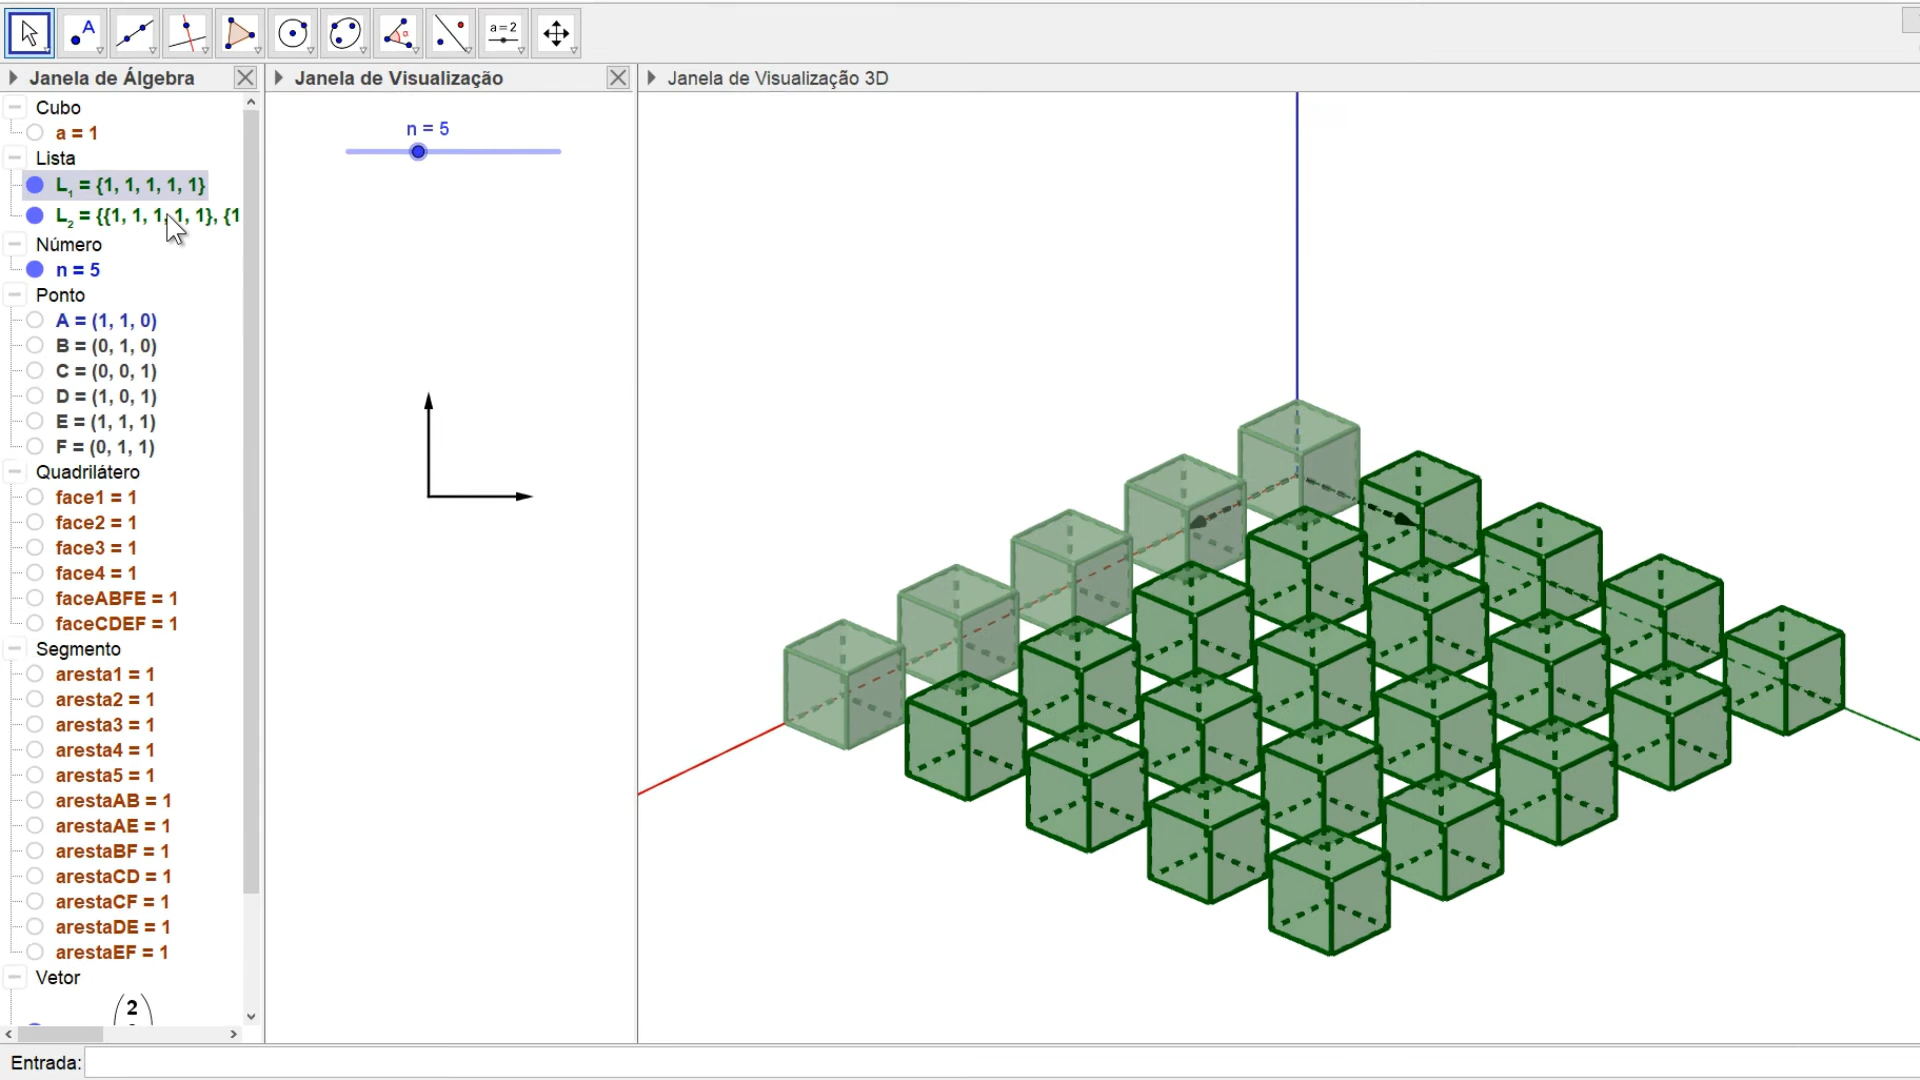 A
α
a=2
Janela de Álgebra
Janela de Visualização
Janela de Visualização 3D
Cubo
a = 1
Lista
L₁ = {1, 1, 1, 1, 1}
L₂ = {{1, 1, 1, 1, 1}, {1
Número
n = 5
Ponto
A = (1, 1, 0)
B = (0, 1, 0)
C = (0, 0, 1)
D = (1, 0, 1)
E = (1, 1, 1)
F = (0, 1, 1)
Quadrilátero
face1 = 1
face2 = 1
face3 = 1
face4 = 1
faceABFE = 1
faceCDEF = 1
Segmento
aresta1 = 1
aresta2 = 1
aresta3 = 1
aresta4 = 1
aresta5 = 1
arestaAB = 1
arestaAE = 1
arestaBF = 1
arestaCD = 1
arestaCF = 1
arestaDE = 1
arestaEF = 1
Vetor
2
n = 5
Entrada: